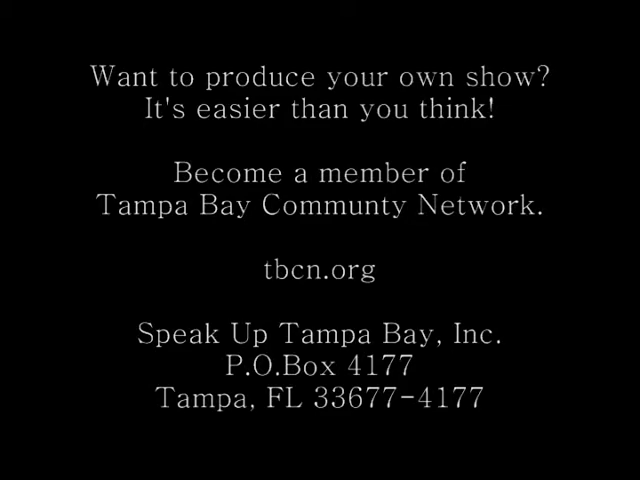 Want to produce your own show?
It's easier than you think!
Become a member of
Tampa Bay Communty Network.
tbcn.org
Speak Up Tampa Bay, Inc.
P.O.Box 4177
Tampa, FL 33677-4177